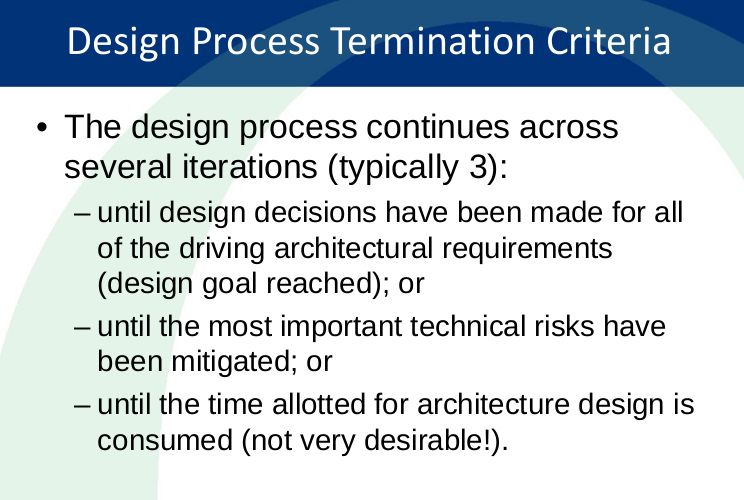 Design Process Termination Criteria
• The design process continues across
several iterations (typically 3):
– until design decisions have been made for all
of the driving architectural requirements
(design goal reached); or
– until the most important technical risks have
been mitigated; or
– until the time allotted for architecture design is
consumed (not very desirable!).